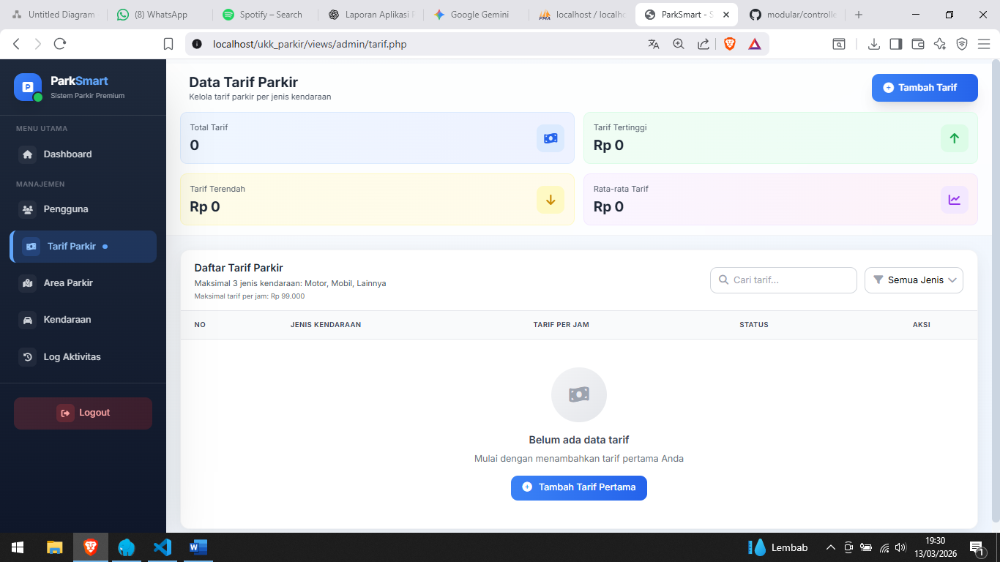 Untitled Diagram
(8) WhatsApp
Spotify – Search
Laporan Aplikasi
Google Gemini
localhost / localho
ParkSmart - S
modular/controlle
localhost/ukk_parkir/views/admin/tarif.php
ParkSmart
Sistem Parkir Premium
MENU UTAMA
Dashboard
MANAJEMEN
Pengguna
Tarif Parkir
Area Parkir
Kendaraan
Log Aktivitas
Logout
Data Tarif Parkir
Kelola tarif parkir per jenis kendaraan
Tambah Tarif
Total Tarif
0
Tarif Tertinggi
Rp 0
Tarif Terendah
Rp 0
Rata-rata Tarif
Rp 0
Daftar Tarif Parkir
Maksimal 3 jenis kendaraan: Motor, Mobil, Lainnya
Maksimal tarif per jam: Rp 99.000
Cari tarif...
Semua Jenis
NO JENIS KENDARAAN TARIF PER JAM STATUS AKSI
Belum ada data tarif
Mulai dengan menambahkan tarif pertama Anda
Tambah Tarif Pertama
Lembab
19:30
13/03/2026
1